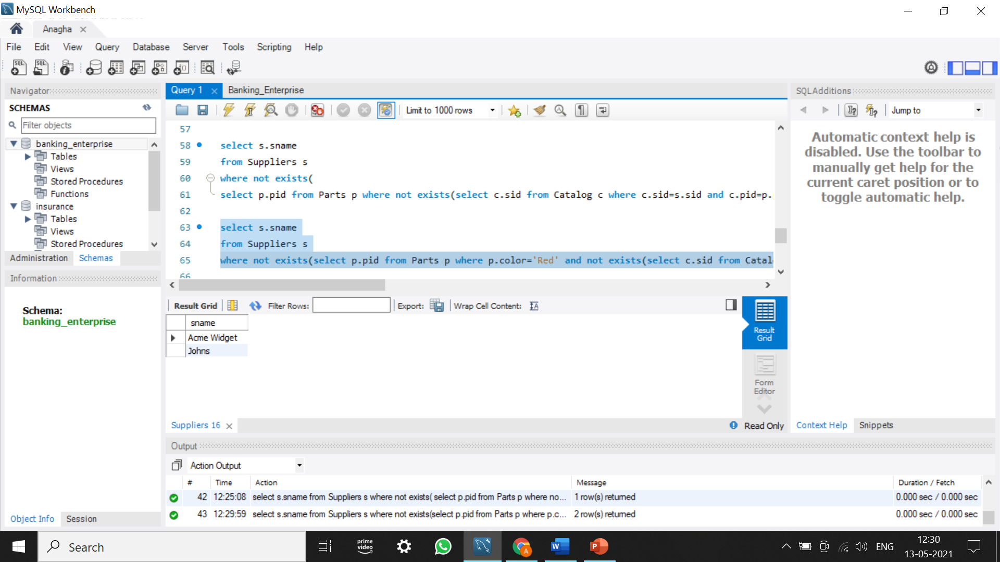 MySQL Workbench
Anagha
File Edit View Query Database Server Tools Scripting Help
Navigator
SCHEMAS
Filter objects
banking_enterprise
Tables
Views
Stored Procedures
Functions
insurance
Tables
Views
Stored Procedures
Administration Schemas
Information
Schema:
banking_enterprise
Object Info Session
Query 1 Banking_Enterprise
Limit to 1000 rows
57
58 select s.sname
59 from Suppliers s
60 where not exists(
61 select p.pid from Parts p where not exists(select c.sid from Catalog c where c.sid=s.sid and c.pid=p.
62
63 select s.sname
64 from Suppliers s
65 where not exists(select p.pid from Parts p where p.color='Red' and not exists(select c.sid from Catal
66
Result Grid Filter Rows: Export: Wrap Cell Content:
sname
Acme Widget
Johns
Result
Grid
Form
Editor
Suppliers 16
Read Only
SQLAdditions
Jump to
Automatic context help is
disabled. Use the toolbar to
manually get help for the
current caret position or to
toggle automatic help.
Context Help Snippets
Output
Action Output
# Time Action Message Duration / Fetch
42 12:25:08 select s.sname from Suppliers s where not exists( select p.pid from Parts p where no... 1 row(s) returned 0.000 sec / 0.000 sec
43 12:29:59 select s.sname from Suppliers s where not exists(select p.pid from Parts p where p.c... 2 row(s) returned 0.000 sec / 0.000 sec
Search
prime
video
A
W
P
ENG
12:30
13-05-2021